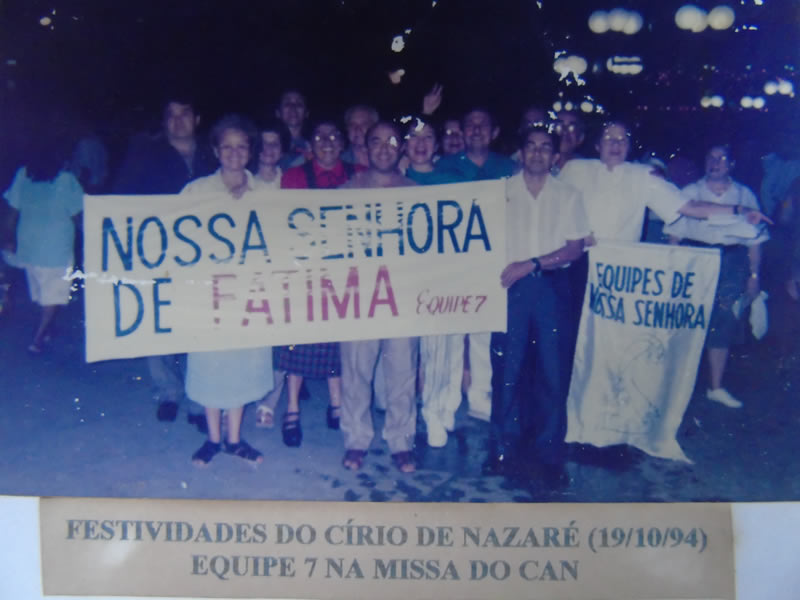 NOSSA SENHORA
DE FATIMA EQUIPE 7
EQUIPES DE
NOSSA SENHORA
FESTIVIDADES DO CÍRIO DE NAZARÉ (19/10/94)
EQUIPE 7 NA MISSA DO CAN